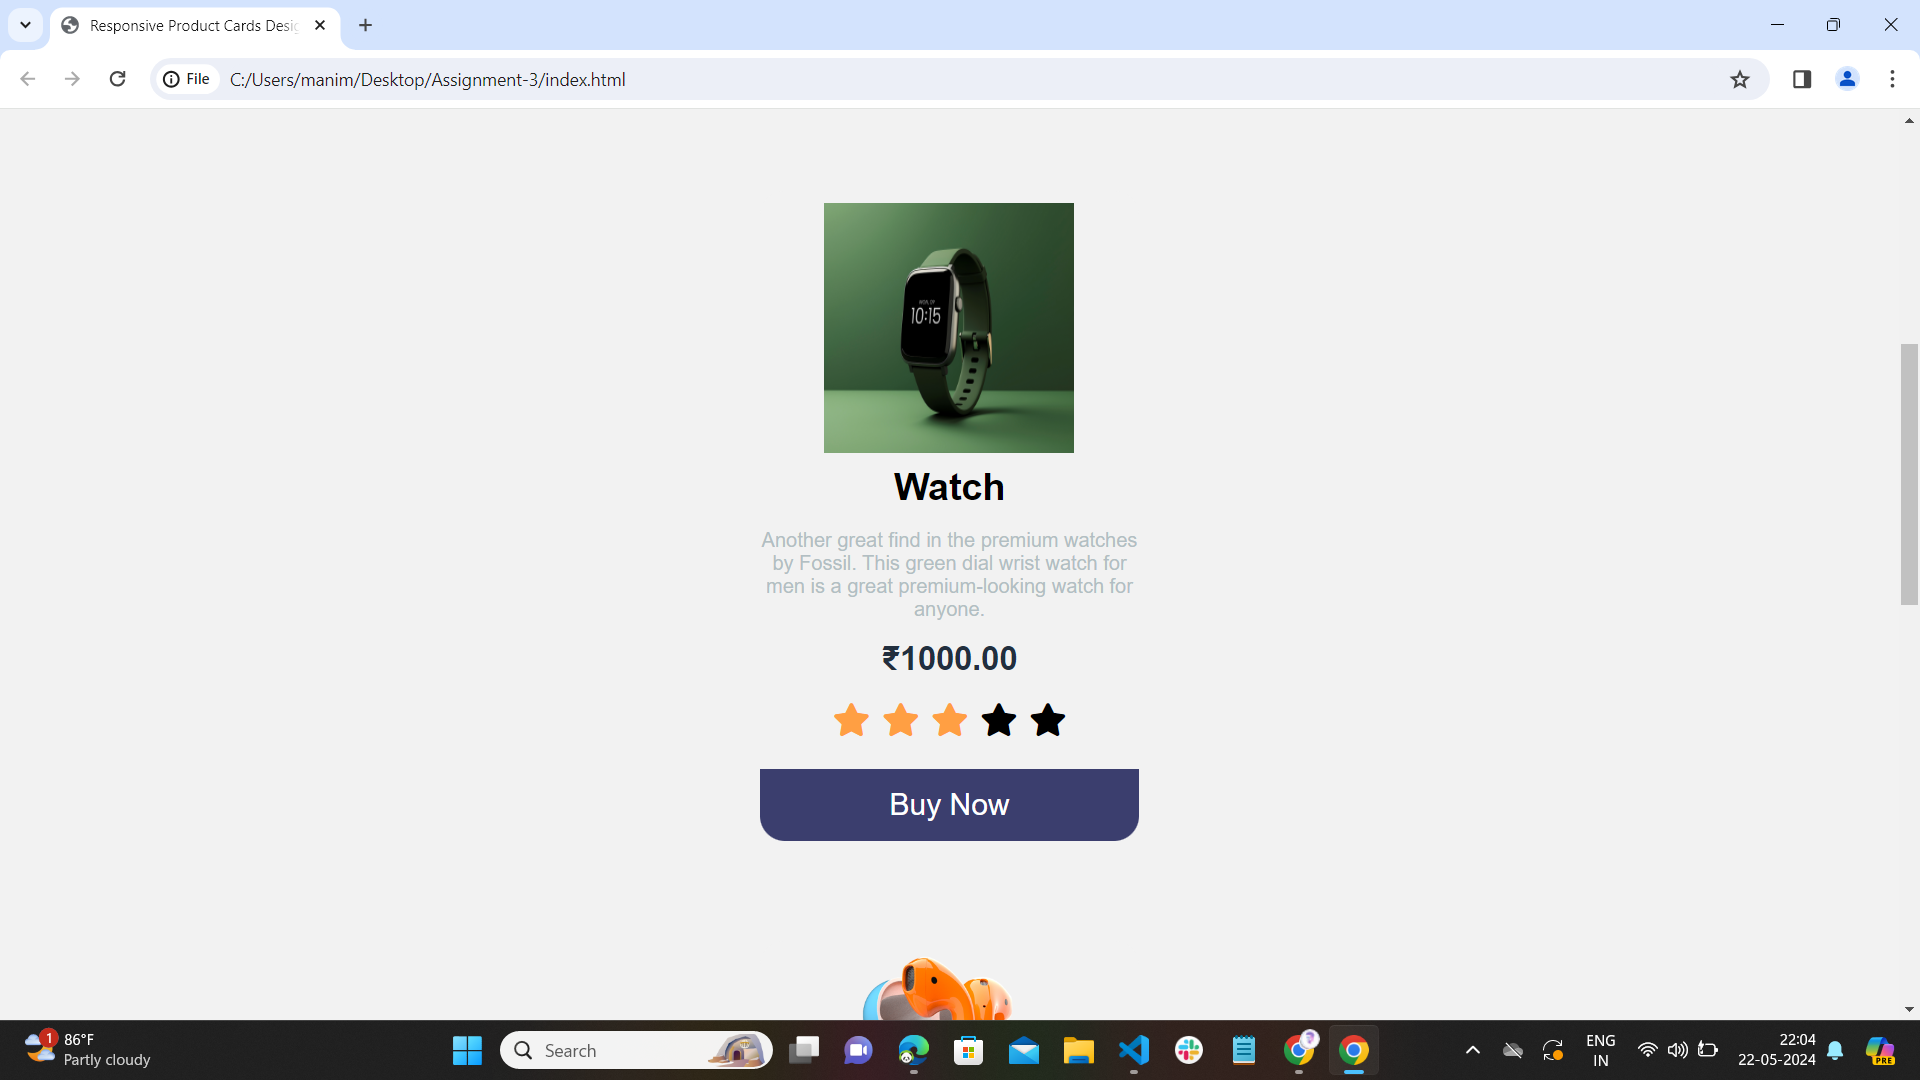 Responsive Product Cards Desig
File
C:/Users/manim/Desktop/Assignment-3/index.html
10:15
Watch
Another great find in the premium watches
by Fossil. This green dial wrist watch for
men is a great premium-looking watch for
anyone.
₹1000.00
Buy Now
1
86°F
Partly cloudy
Search
ENG
IN
22:04
22-05-2024
PRE